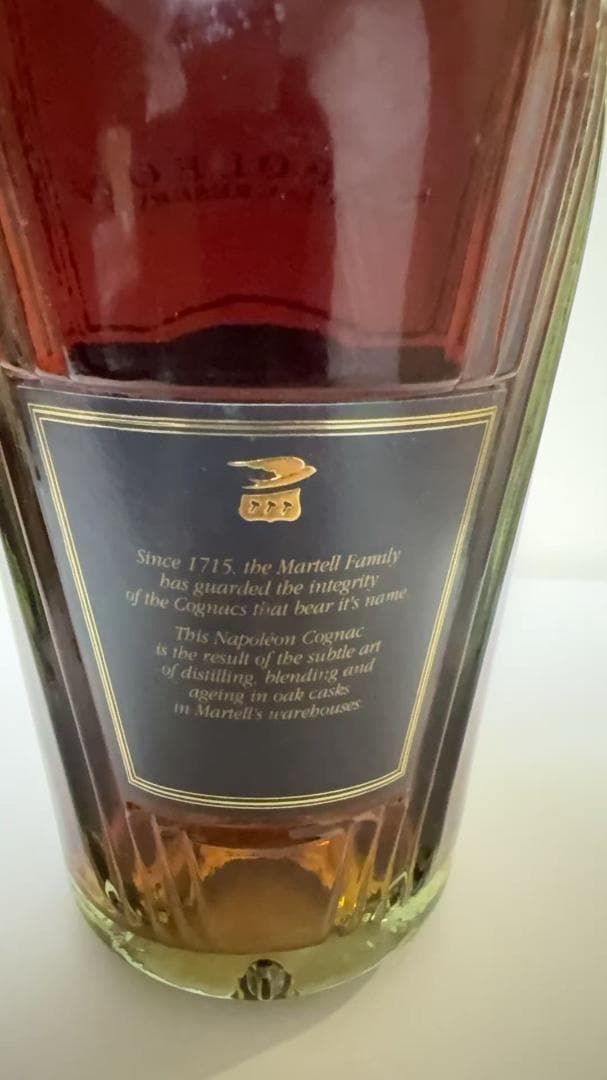 Since 1715, the Martell Family
has guarded the integrity
of the Cognacs that bear it's name.
This Napoléon Cognac
is the result of the subtle art
of distilling, blending and
ageing in oak casks
in Martell's warehouses.